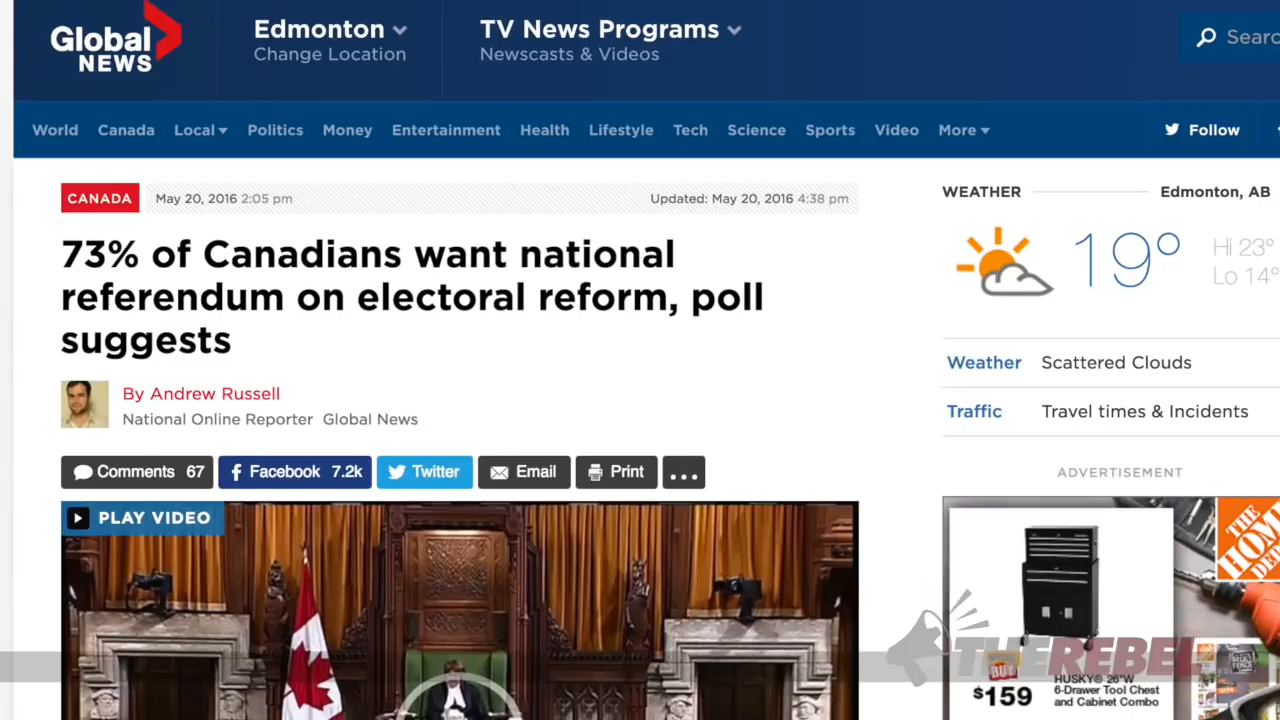 Global
NEWS
Edmonton
Change Location
TV News Programs
Newscasts & Videos
World Canada Local Politics Money Entertainment Health Lifestyle Tech Science Sports Video More
Follow
CANADA May 20, 2016 2:05 pm Updated: May 20, 2016 4:38 pm
73% of Canadians want national
referendum on electoral reform, poll
suggests
By Andrew Russell
National Online Reporter Global News
Comments 67 Facebook 7.2k Twitter Email Print ...
PLAY VIDEO
WEATHER Edmonton, AB
19° Hi 23°
Lo 14°
Weather Scattered Clouds
Traffic Travel times & Incidents
ADVERTISEMENT
THE
THE REBEL
BUY
$159
HUSKY® 26"W
6-Drawer Tool Chest
and Cabinet Combo